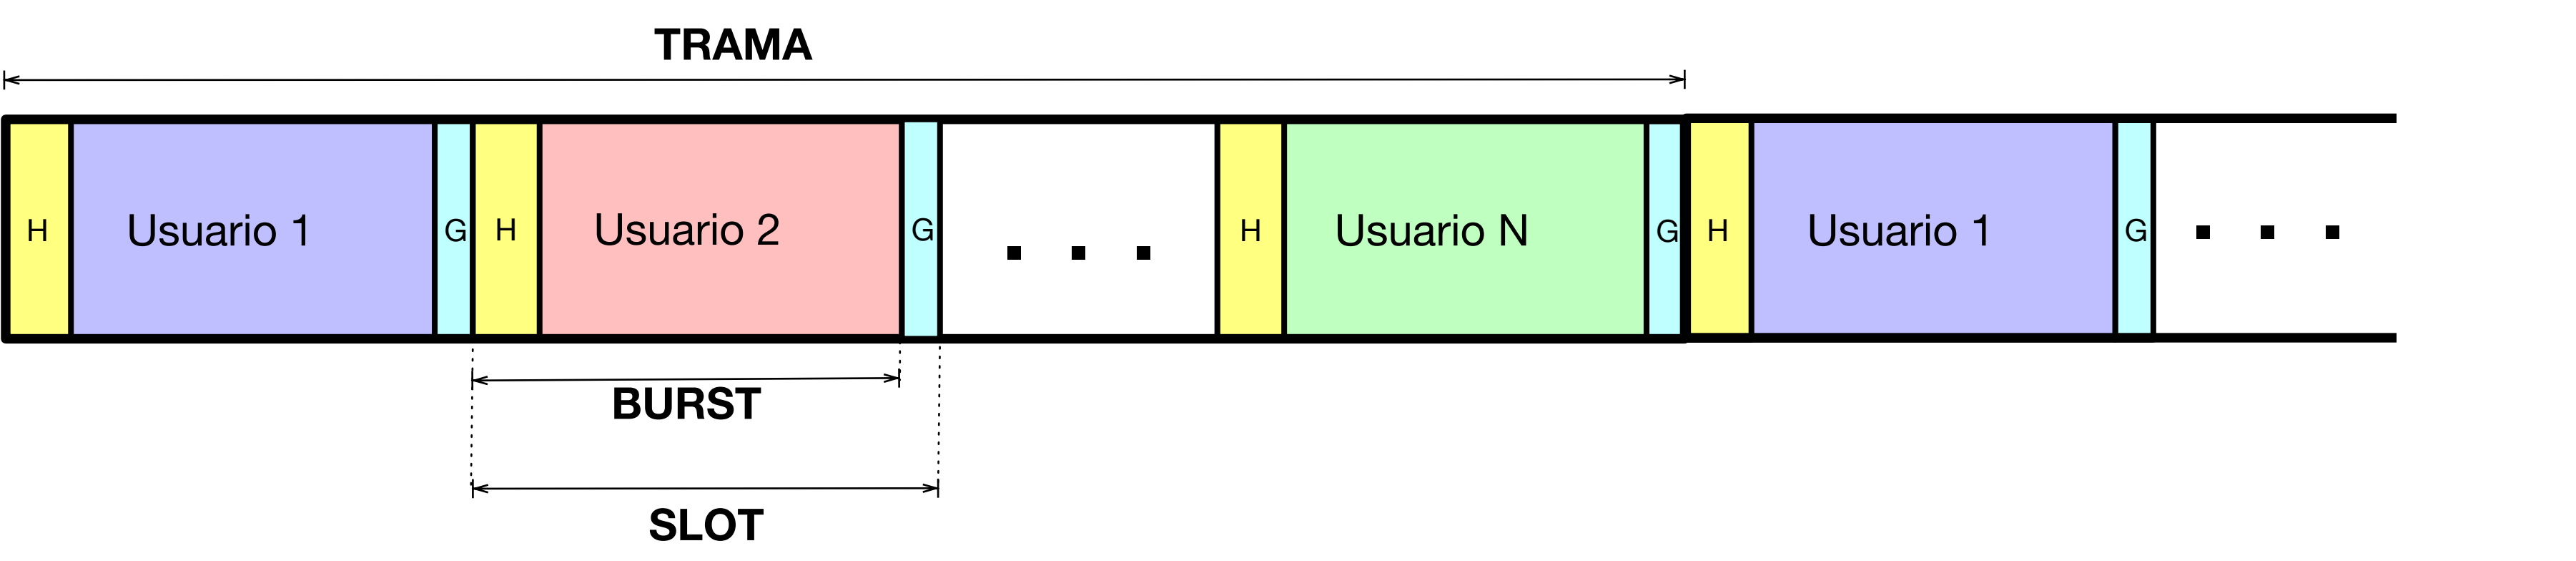 TRAMA
H Usuario 1 G H Usuario 2 G . . . H Usuario N G H Usuario 1 G . . .
BURST
SLOT